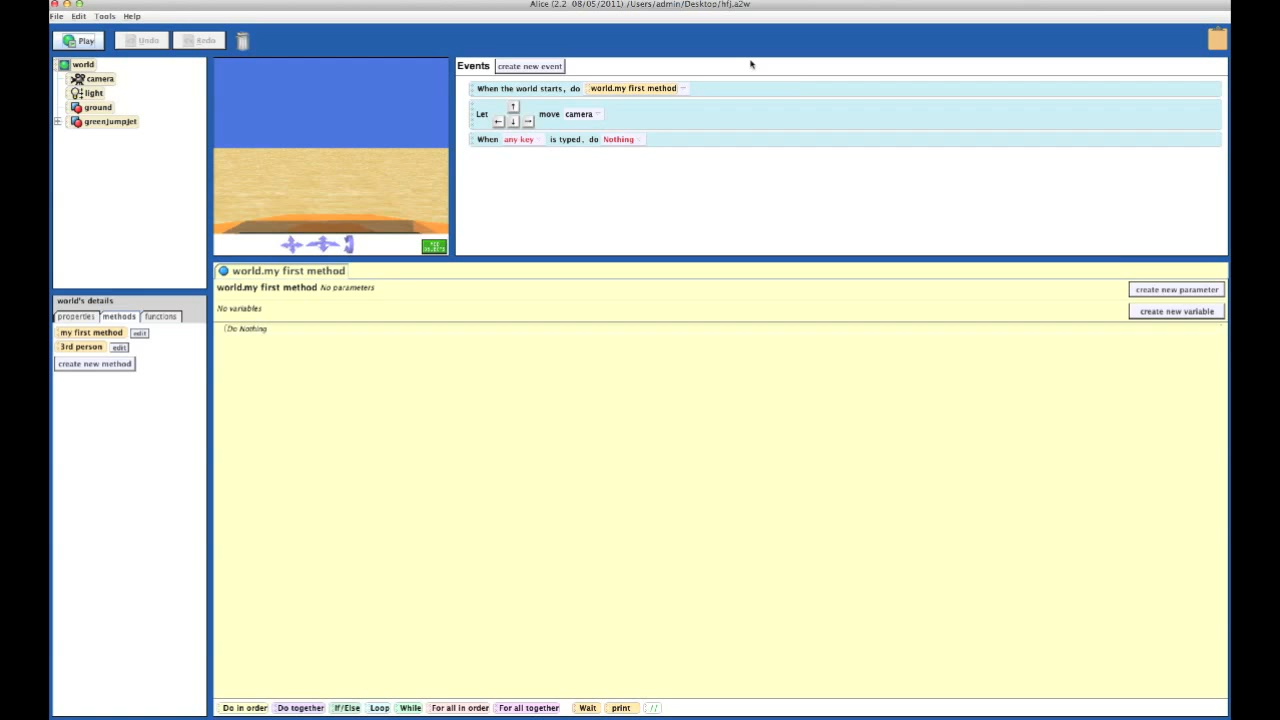 Alice (2.2 08/05/2011) /Users/admin/Desktop/hfj.a2w
File Edit Tools Help
Play Undo Redo
world
camera
light
ground
greenJumpJet
Events create new event
When the world starts, do world.my first method
Let ↑ ← ↓ → move camera
When any key is typed, do Nothing
ADD OBJECTS
world's details
properties methods functions
my first method edit
3rd person edit
create new method
world.my first method
world.my first method No parameters
create new parameter
No variables
create new variable
(Do Nothing
Do in order Do together If/Else Loop While For all in order For all together Wait print //